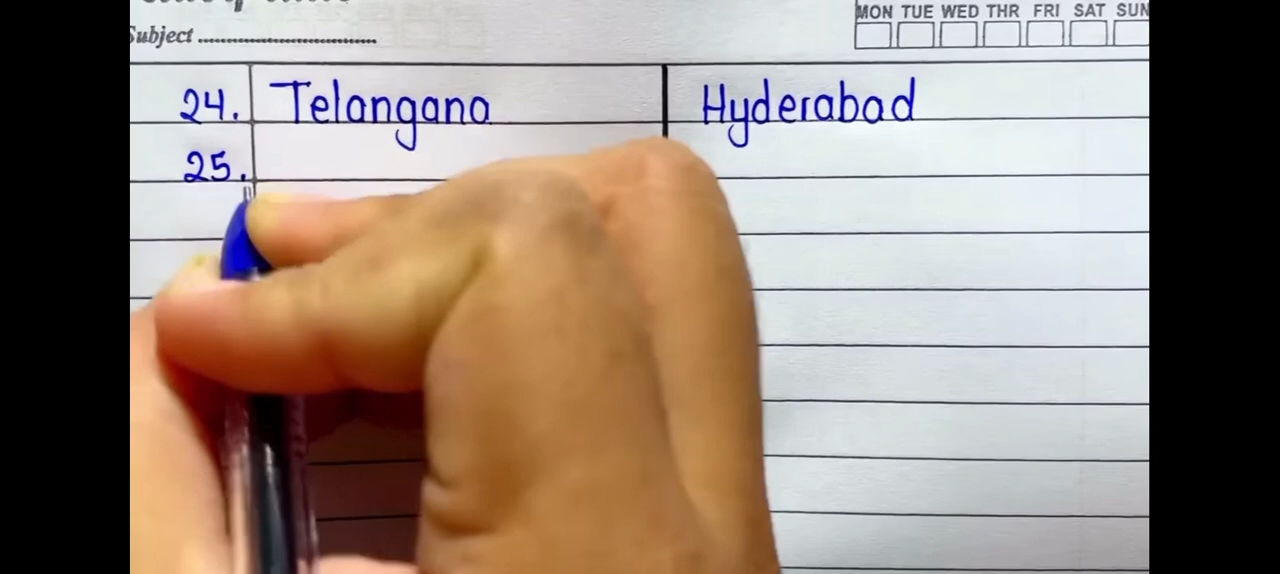 Subject ..............................
MON TUE WED THR FRI SAT SUN
24. Telangana Hyderabad
25.